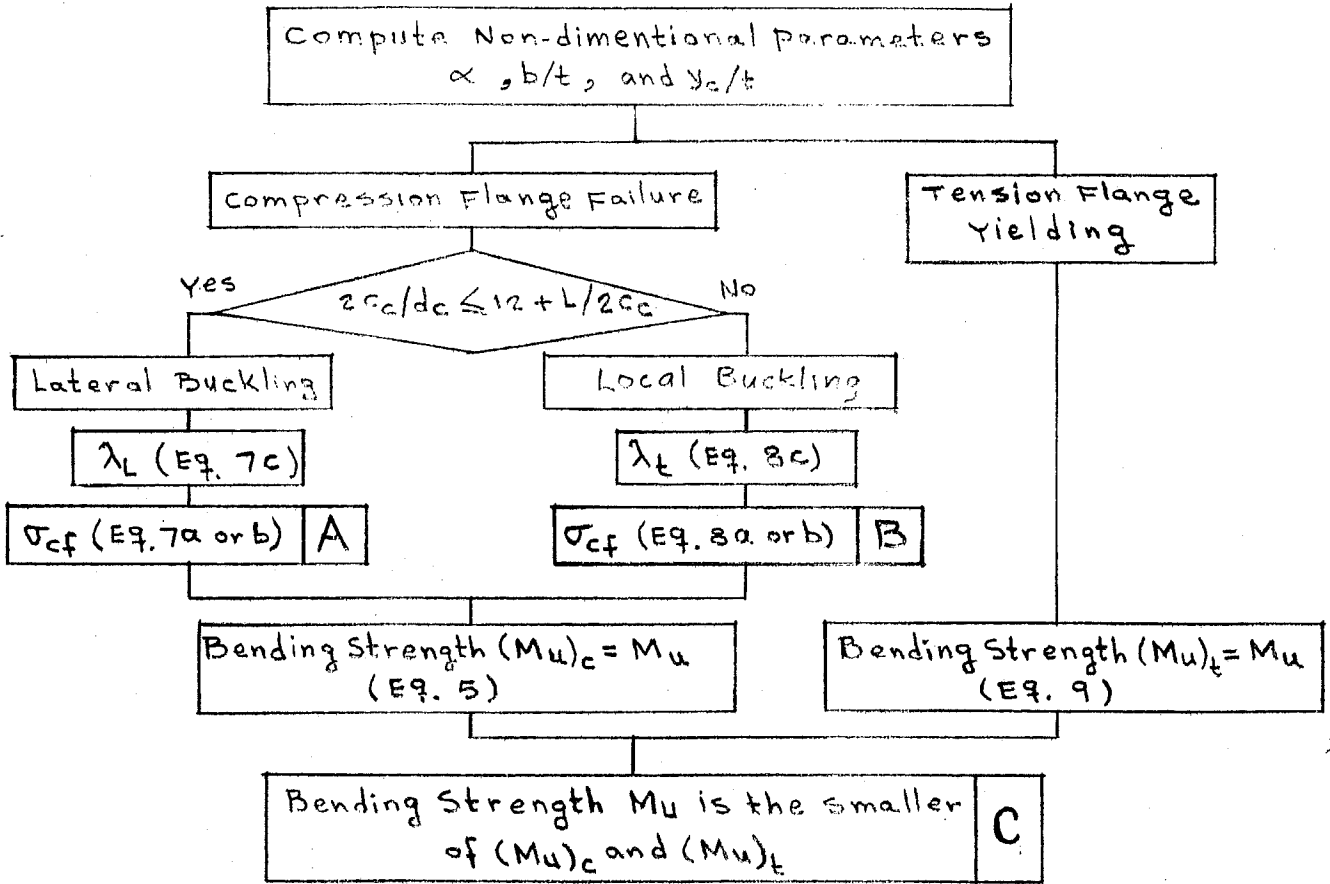 Compute Non-dimentional parameters
α , b/t, and yc/t
Compression Flange Failure
Tension Flange
Yielding
Yes
2cc/dc ≤ 12 + L/2cc
No
Lateral Buckling
Local Buckling
λL (Eq. 7c)
λt (Eq. 8c)
σcf (Eq. 7a or b) A
σcf (Eq. 8a or b) B
Bending Strength (Mu)c = Mu
(Eq. 5)
Bending Strength (Mu)t = Mu
(Eq. 9)
Bending Strength Mu is the smaller
of (Mu)c and (Mu)t
C